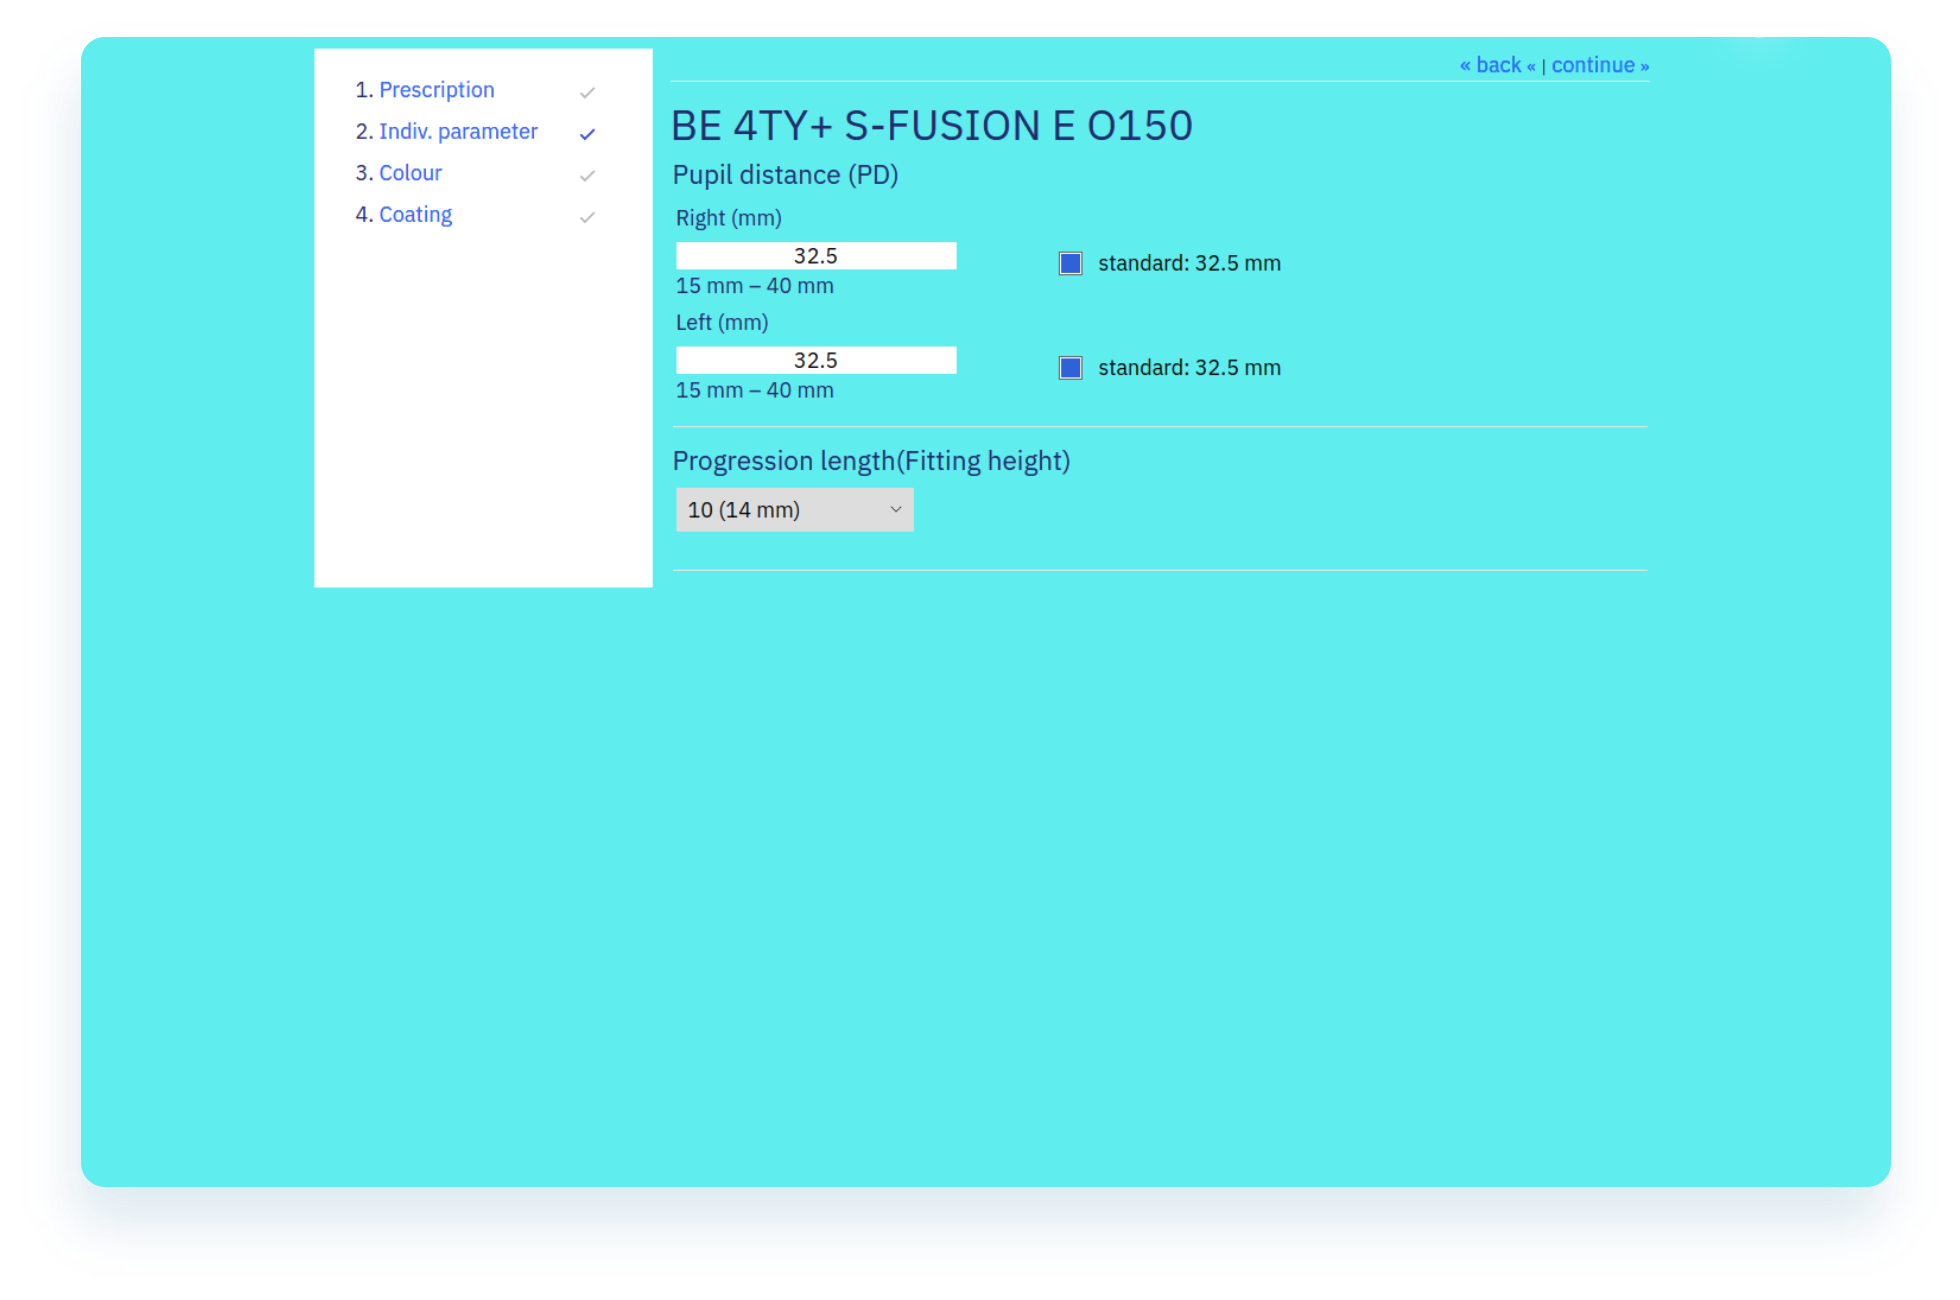 1. Prescription
2. Indiv. parameter
3. Colour
4. Coating
« back « | continue »
BE 4TY+ S-FUSION E O150
Pupil distance (PD)
Right (mm)
32.5
standard: 32.5 mm
15 mm – 40 mm
Left (mm)
32.5
standard: 32.5 mm
15 mm – 40 mm
Progression length(Fitting height)
10 (14 mm)